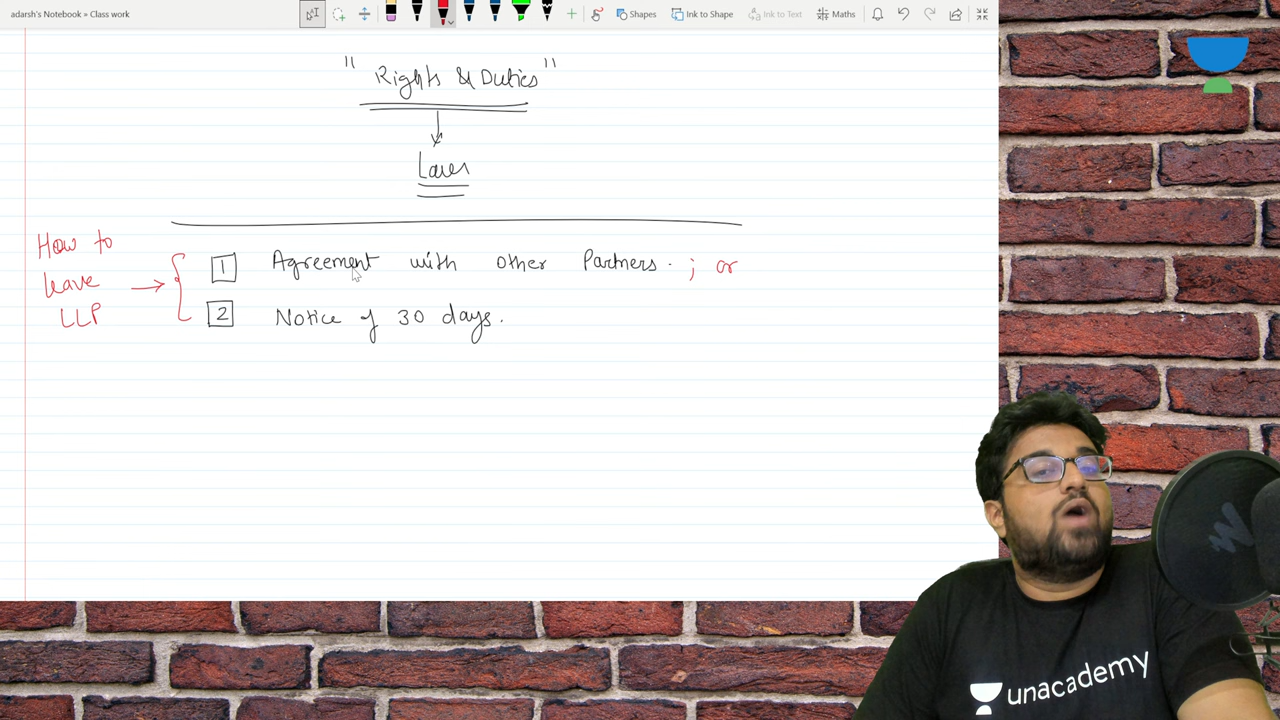 adarsh's Notebook » Class work
Shapes
Ink to Shape
Ink to Text
Maths
" Rights & Duties "
Laws
How to
leave
LLP
1 Agreement with other Partners. ; or
2 Notice of 30 days.
unacademy